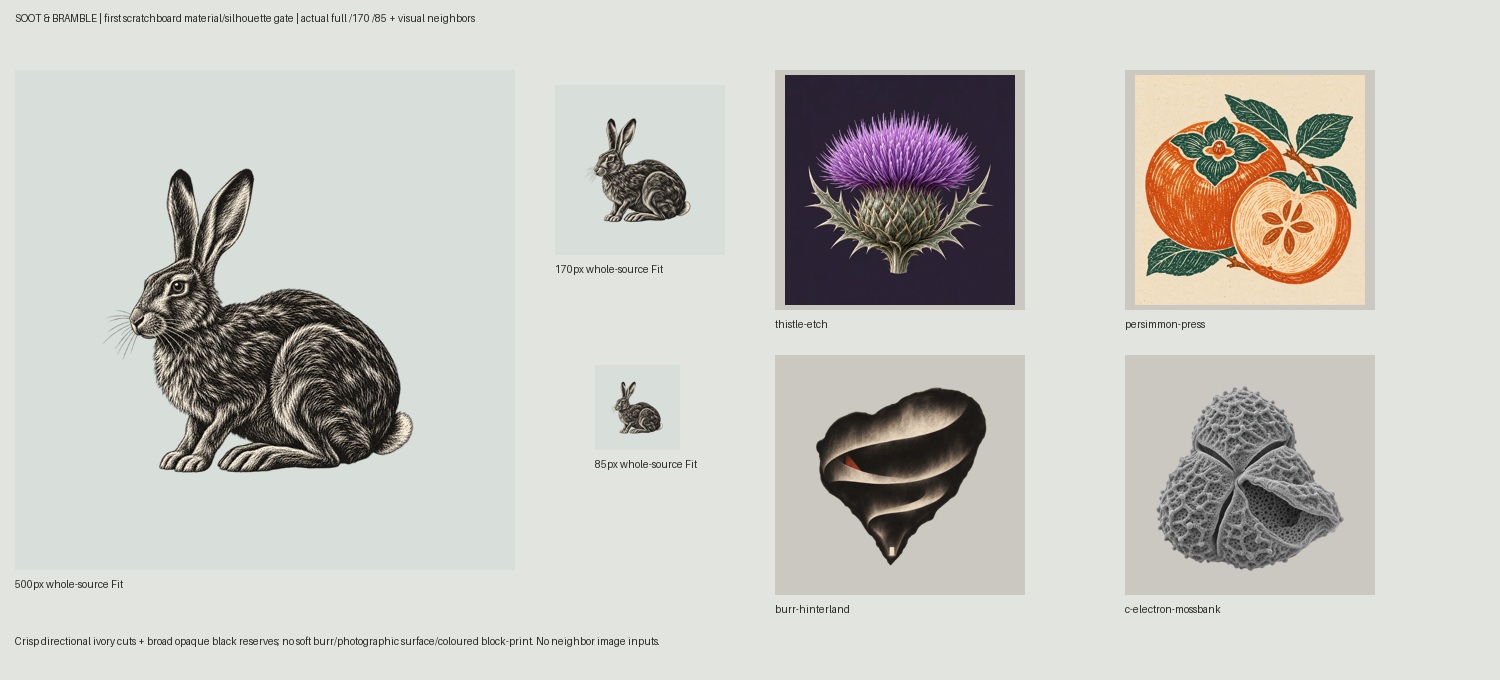 SOOT & BRAMBLE | first scratchboard material/silhouette gate | actual full /170 /85 + visual neighbors
170px whole-source Fit
thistle-etch
persimmon-press
85px whole-source Fit
500px whole-source Fit
burr-hinterland
c-electron-mossbank
Crisp directional ivory cuts + broad opaque black reserves; no soft burr/photographic surface/coloured block-print. No neighbor image inputs.